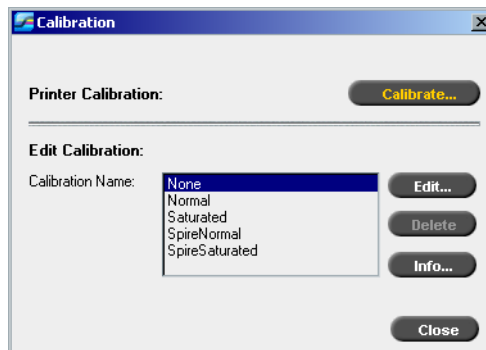 Calibration
Printer Calibration:
Calibrate...
Edit Calibration:
Calibration Name:
None
Normal
Saturated
SpireNormal
SpireSaturated
Edit...
Delete
Info...
Close